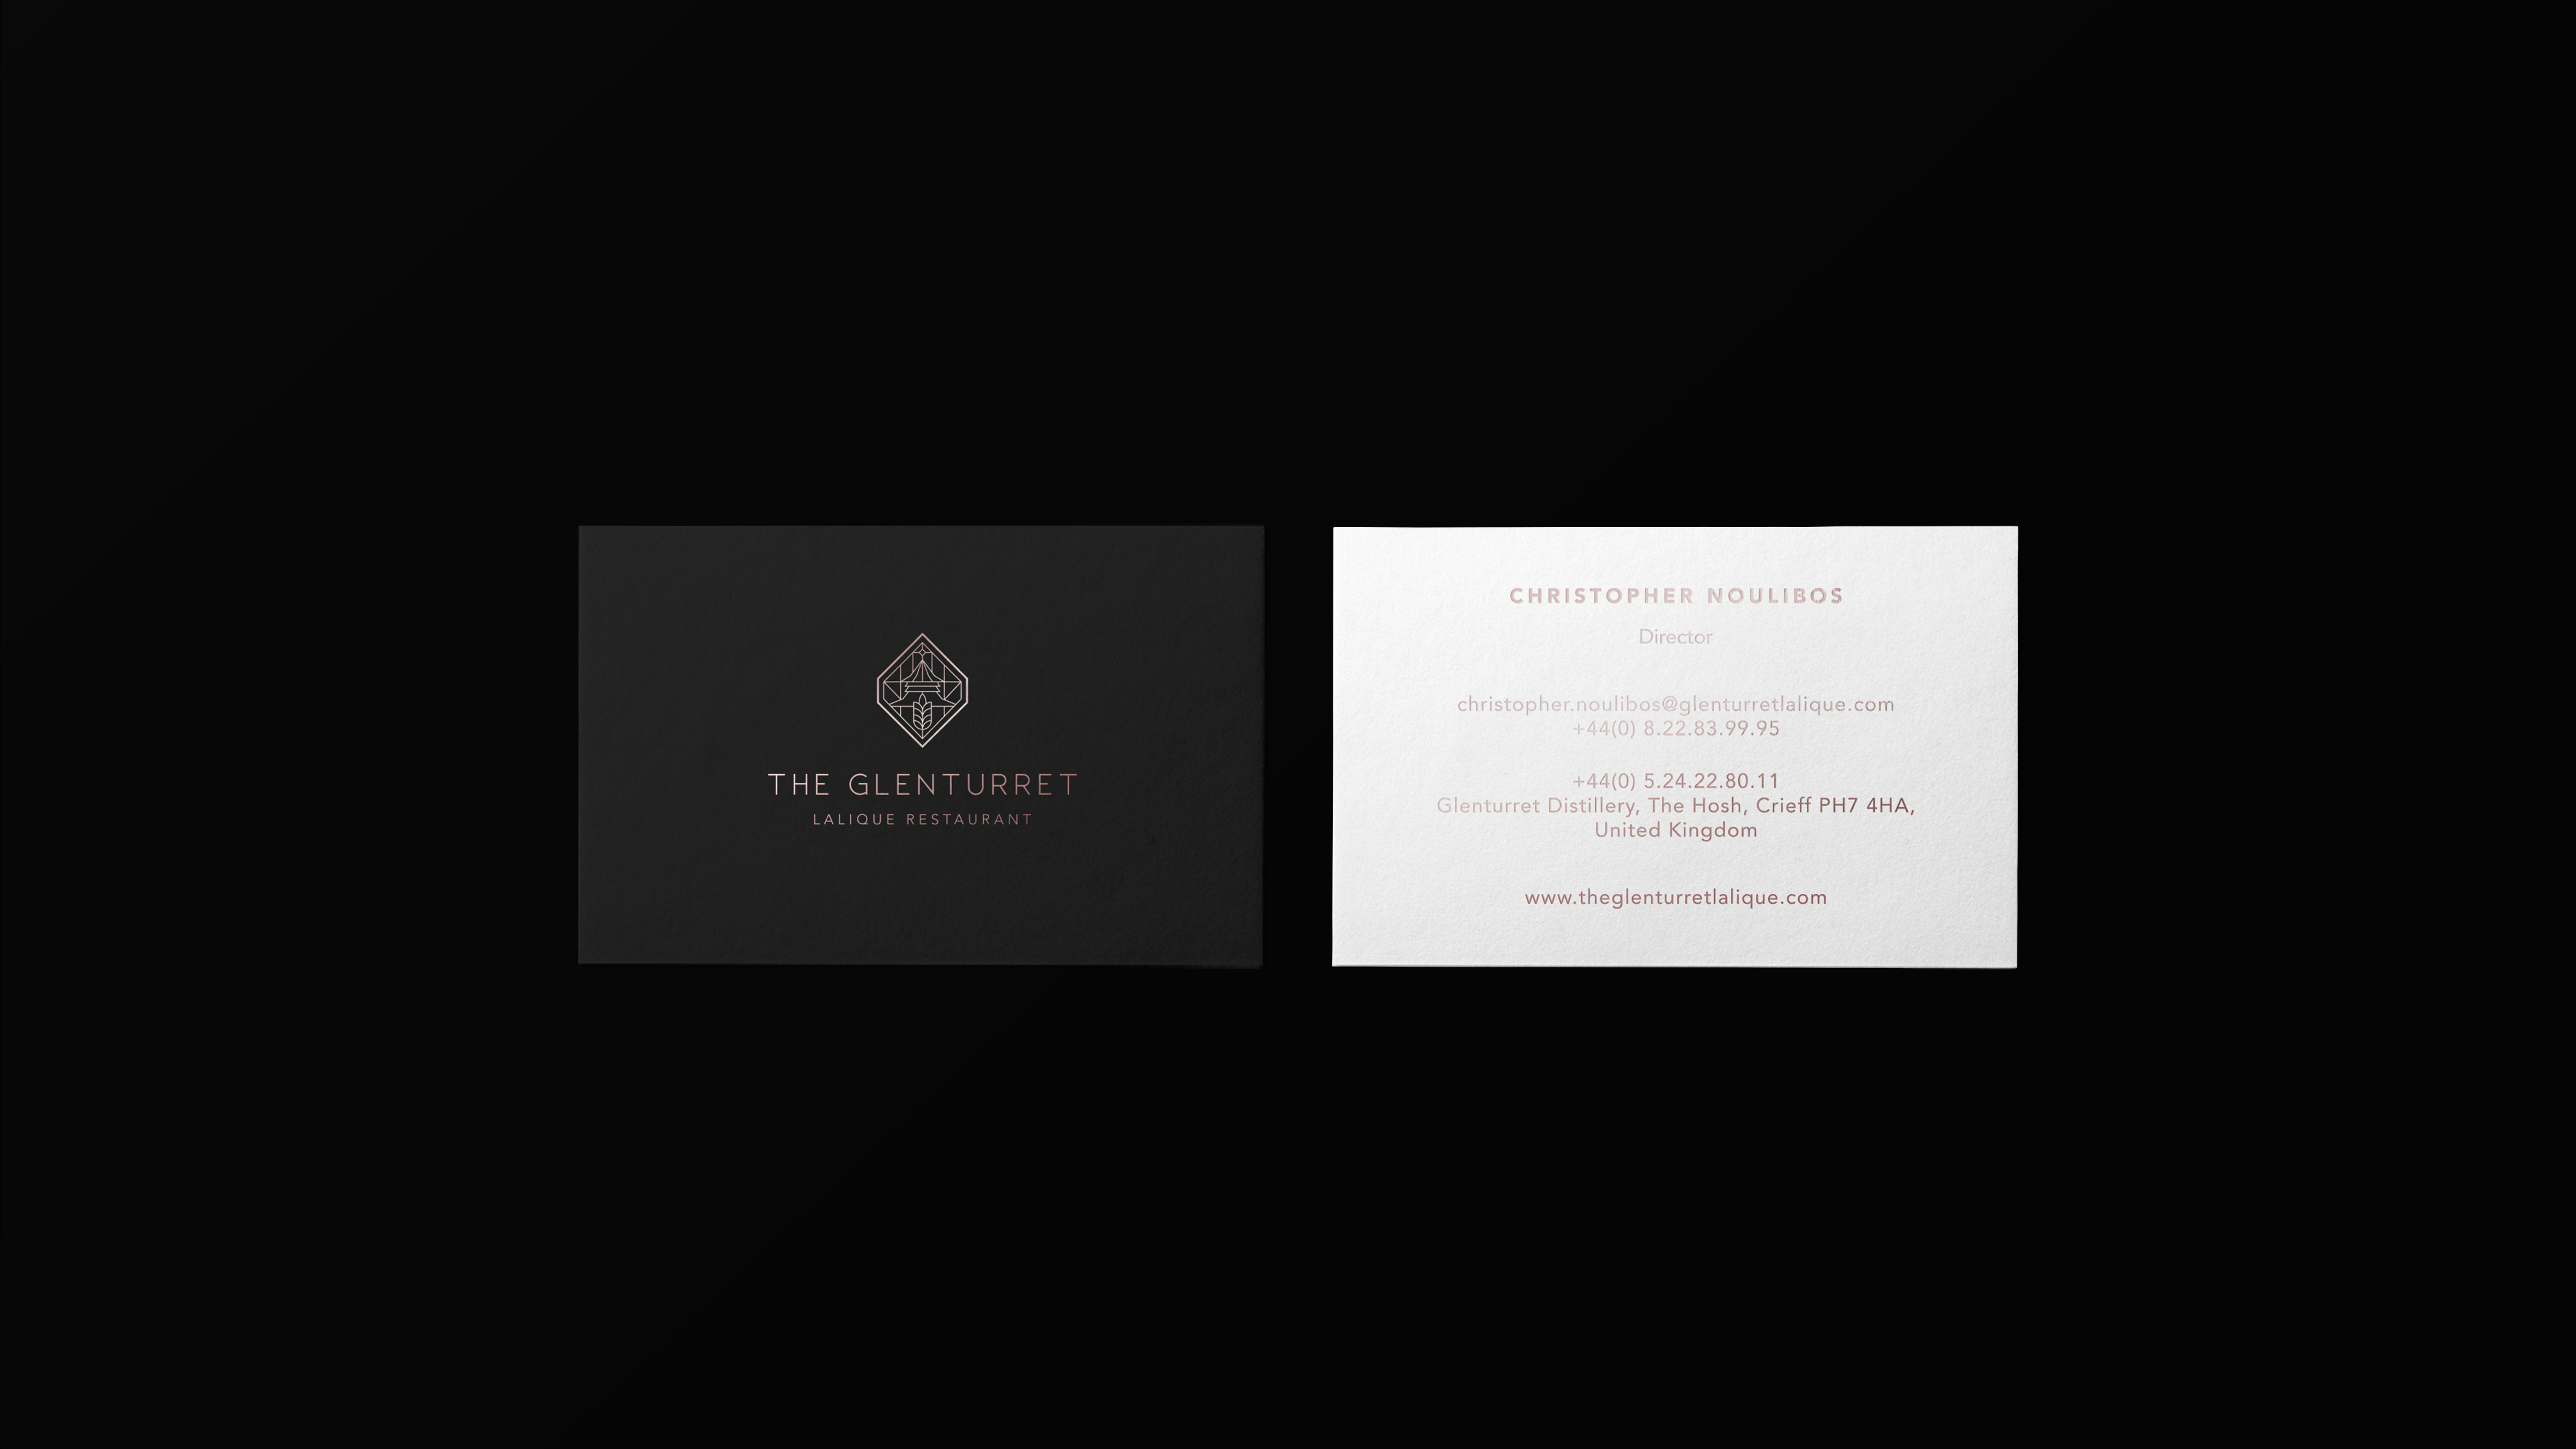 THE GLENTURRET
LALIQUE RESTAURANT
CHRISTOPHER NOULIBOS
Director
christopher.noulibos@glenturretlalique.com
+44(0) 8.22.83.99.95
+44(0) 5.24.22.80.11
Glenturret Distillery, The Hosh, Crieff PH7 4HA,
United Kingdom
www.theglenturretlalique.com